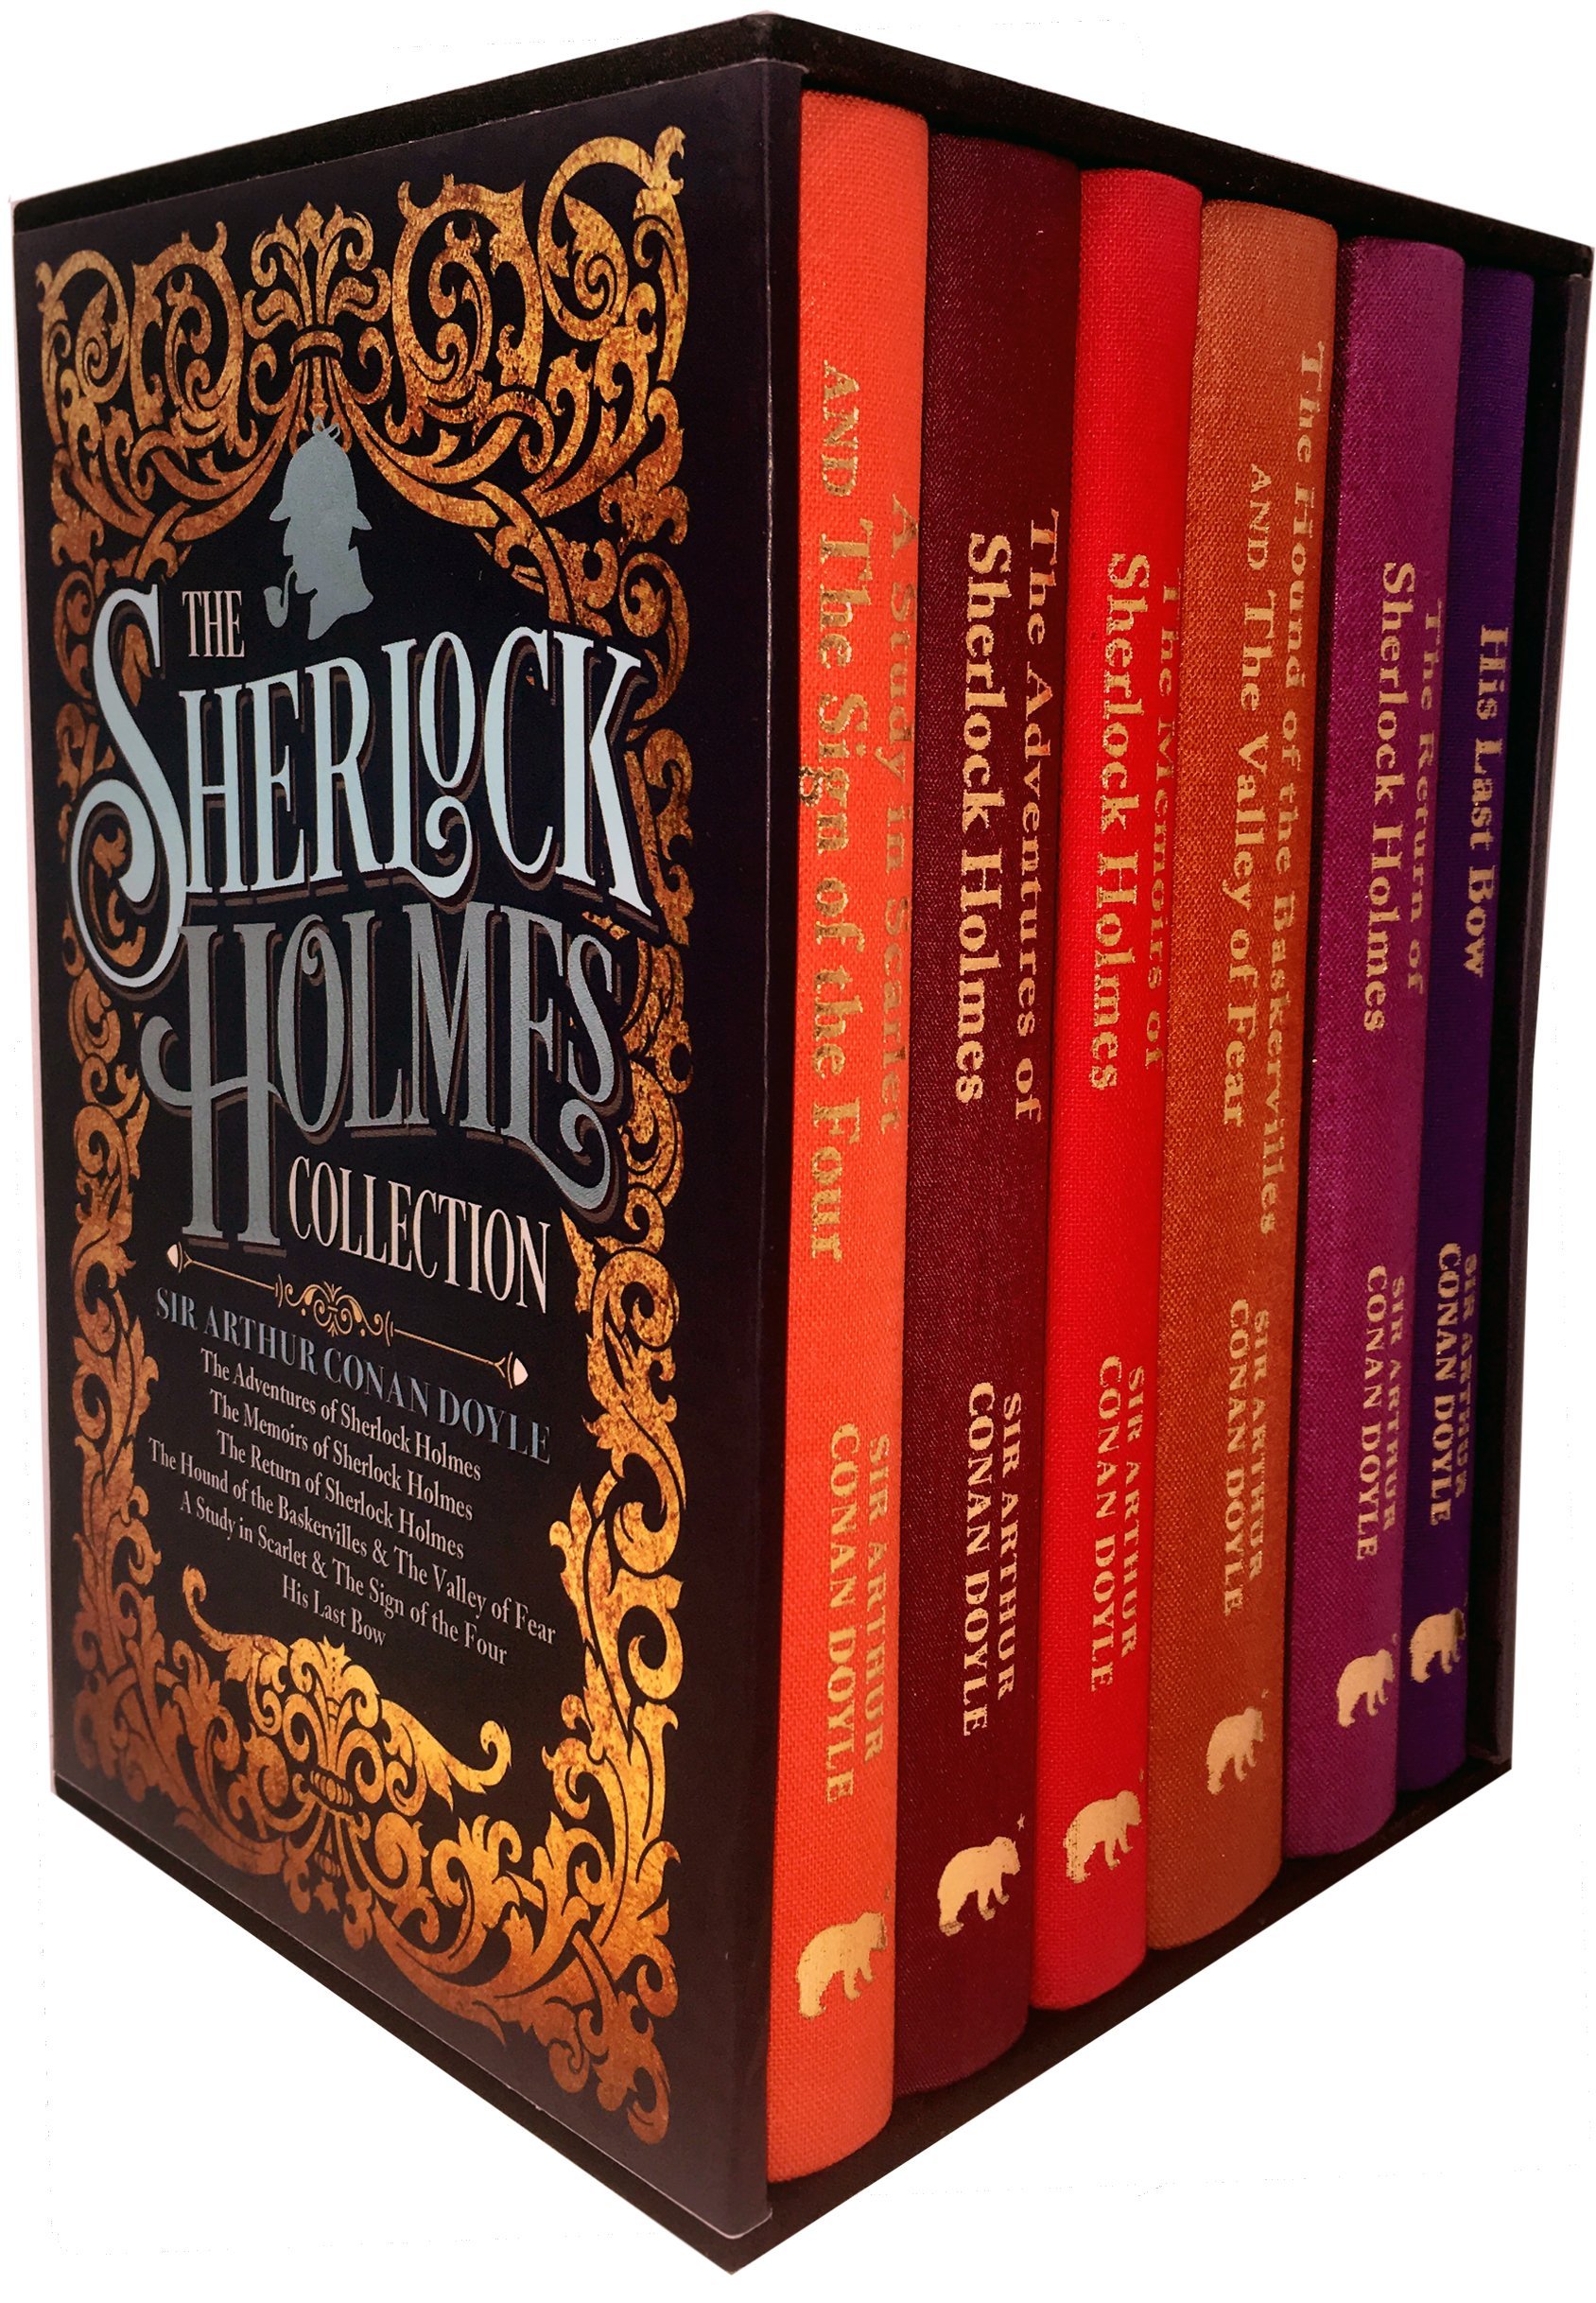 THE
SHERLOCK
HOLMES
COLLECTION
SIR ARTHUR CONAN DOYLE
The Adventures of Sherlock Holmes
The Memoirs of Sherlock Holmes
The Return of Sherlock Holmes
The Hound of the Baskervilles & The Valley of Fear
A Study in Scarlet & The Sign of the Four
His Last Bow
A Study in Scarlet
AND The Sign of the Four
SIR ARTHUR
CONAN DOYLE
The Adventures of
Sherlock Holmes
SIR ARTHUR
CONAN DOYLE
The Memoirs of
Sherlock Holmes
SIR ARTHUR
CONAN DOYLE
The Hound of the Baskervilles
AND The Valley of Fear
SIR ARTHUR
CONAN DOYLE
The Return of
Sherlock Holmes
SIR ARTHUR
CONAN DOYLE
His Last Bow
SIR ARTHUR
CONAN DOYLE